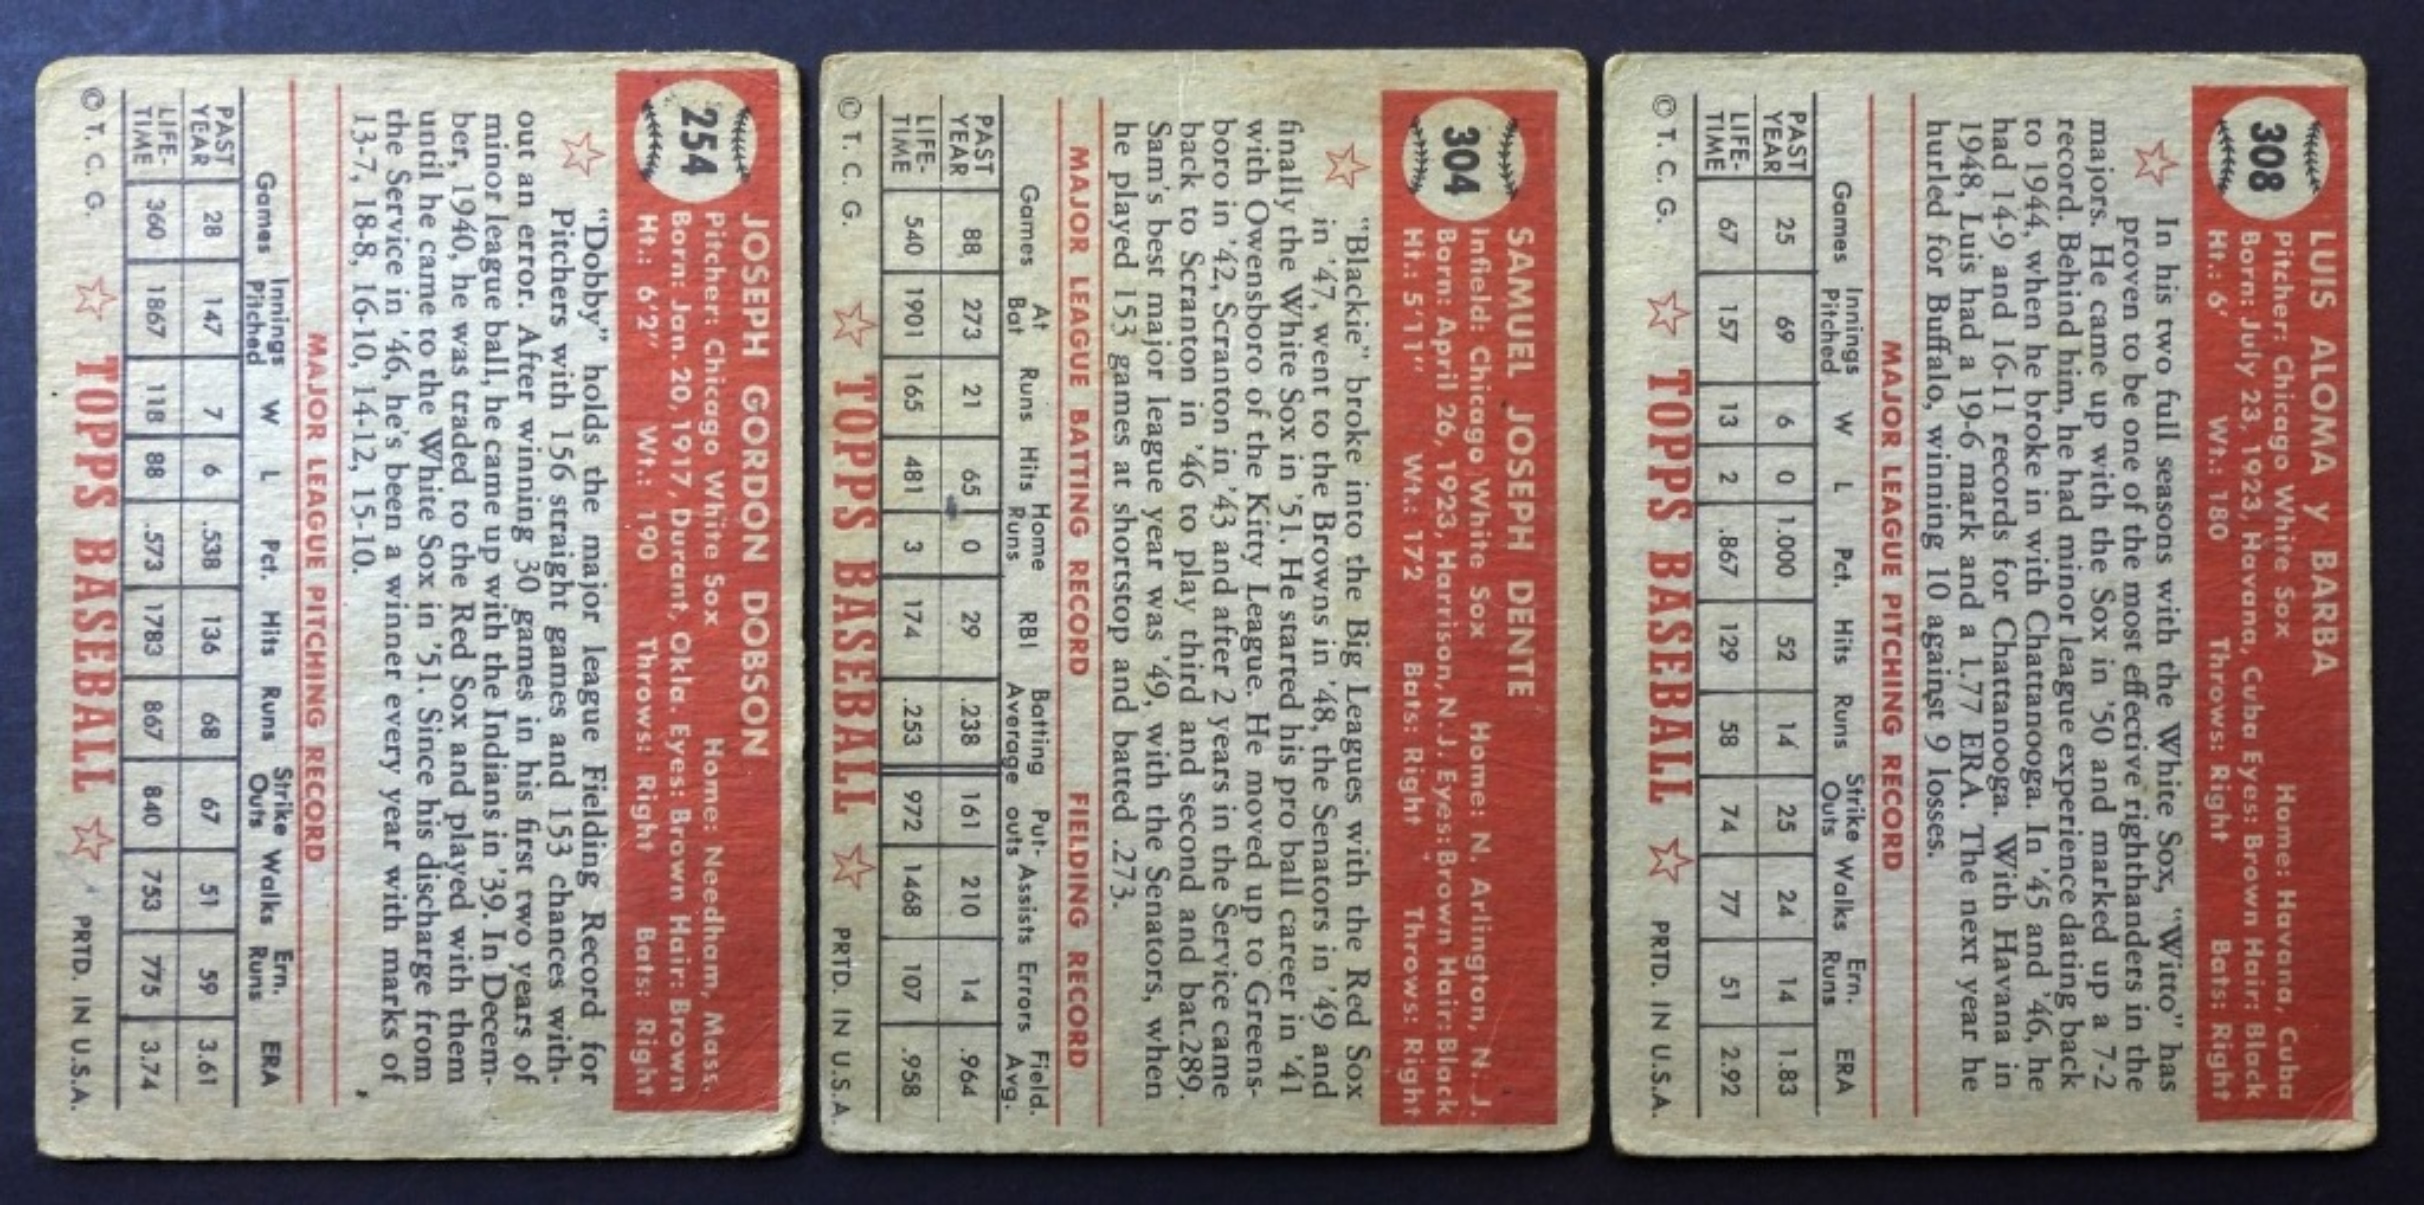 254
JOSEPH GORDON DOBSON
Pitcher: Chicago White Sox Home: Needham, Mass.
Born: Jan. 20, 1917, Durant, Okla. Eyes: Brown Hair: Brown
Ht.: 6'2" Wt.: 190 Throws: Right Bats: Right
"Dobby" holds the major league Fielding Record for
Pitchers with 156 straight games and 153 chances with-
out an error. After winning 30 games in his first two years of
minor league ball, he came up with the Indians in '39. In Decem-
ber, 1940, he was traded to the Red Sox and played with them
until he came to the White Sox in '51. Since his discharge from
the Service in '46, he's been a winner every year with marks of
13-7, 18-8, 16-10, 14-12, 15-10.
MAJOR LEAGUE PITCHING RECORD
Games Innings Pitched W L Pct. Hits Runs Strike Outs Walks Ern. Runs ERA
PAST YEAR 28 147 7 6 .538 136 68 67 51 59 3.61
LIFE- TIME 360 1867 118 88 .573 1783 867 840 753 775 3.74
© T. C. G. TOPPS BASEBALL PRTD. IN U.S.A.
304
SAMUEL JOSEPH DENTE
Infield: Chicago White Sox Home: N. Arlington, N. J.
Born: April 26, 1923, Harrison, N.J. Eyes: Brown Hair: Black
Ht.: 5'11" Wt.: 172 Bats: Right Throws: Right
"Blackie" broke into the Big Leagues with the Red Sox
in '47, went to the Browns in '48, the Senators in '49 and
finally the White Sox in '51. He started his pro ball career in '41
with Owensboro of the Kitty League. He moved up to Greens-
boro in '42, Scranton in '43 and after 2 years in the Service came
back to Scranton in '46 to play third and second and bat.289.
Sam's best major league year was '49, with the Senators, when
he played 153 games at shortstop and batted .273.
MAJOR LEAGUE BATTING RECORD FIELDING RECORD
Games At Bat Runs Hits Home Runs RBI Batting Average Put- outs Assists Errors Field. Avg.
PAST YEAR 88 273 21 65 0 29 .238 161 210 14 .964
LIFE- TIME 540 1901 165 481 3 174 .253 972 1468 107 .958
© T. C. G. TOPPS BASEBALL PRTD. IN U.S.A.
308
LUIS ALOMA y BARBA
Pitcher: Chicago White Sox Home: Havana, Cuba
Born: July 23, 1923, Havana, Cuba Eyes: Brown Hair: Black
Ht.: 6' Wt.: 180 Throws: Right Bats: Right
In his two full seasons with the White Sox, "Witto" has
proven to be one of the most effective righthanders in the
majors. He came up with the Sox in '50 and marked up a 7-2
record. Behind him, he had minor league experience dating back
to 1944, when he broke in with Chattanooga. In '45 and '46, he
had 14-9 and 16-11 records for Chattanooga. With Havana in
1948, Luis had a 19-6 mark and a 1.77 ERA. The next year he
hurled for Buffalo, winning 10 against 9 losses.
MAJOR LEAGUE PITCHING RECORD
Games Innings Pitched W L Pct. Hits Runs Strike Outs Walks Ern. Runs ERA
PAST YEAR 25 69 6 0 1.000 52 14 25 24 14 1.83
LIFE- TIME 67 157 13 2 .867 129 58 74 77 51 2.92
© T. C. G. TOPPS BASEBALL PRTD. IN U.S.A.